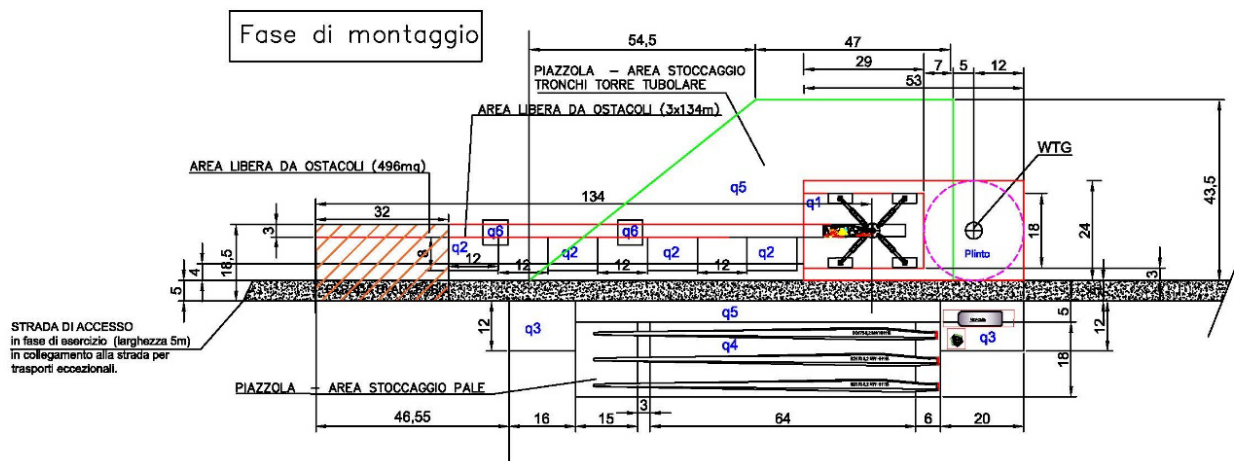 Fase di montaggio
54,5
47
29
7
5
12
53
PIAZZOLA - AREA STOCCAGGIO
TRONCHI TORRE TUBOLARE
AREA LIBERA DA OSTACOLI (3x134m)
WTG
AREA LIBERA DA OSTACOLI (496mq)
q5
134
q1
43,5
32
3
q6
q6
18
24
Plinto
18,5
q2
8
q2
q2
q2
4
12
12
12
12
12
3
5
STRADA DI ACCESSO
in fase di esercizio (larghezza 5m)
in collegamento alla strada per
trasporti eccezionali.
12
q3
q5
5
12
q4
q3
18
PIAZZOLA - AREA STOCCAGGIO PALE
3
46,55
16
15
64
6
20